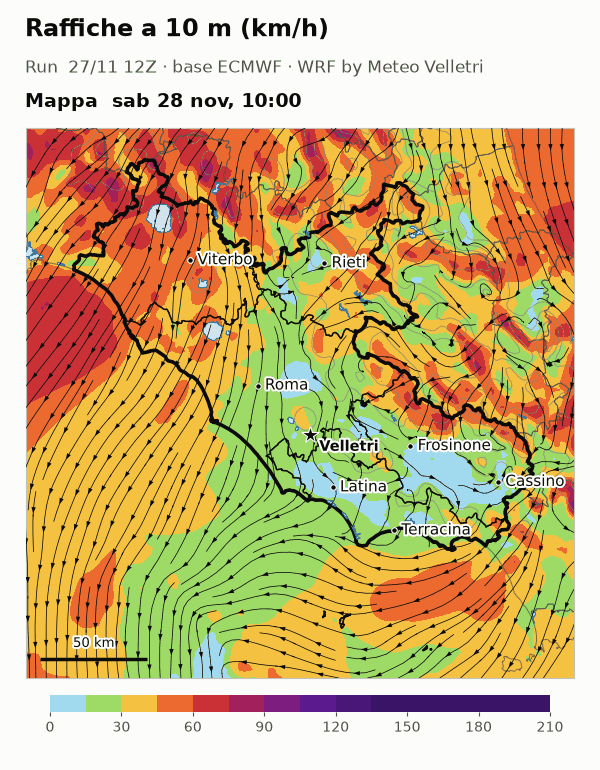 Raffiche a 10 m (km/h)
Run 27/11 12Z · base ECMWF · WRF by Meteo Velletri
Mappa sab 28 nov, 10:00
Viterbo
Rieti
Roma
Velletri
Frosinone
Cassino
Latina
Terracina
50 km
0 30 60 90 120 150 180 210